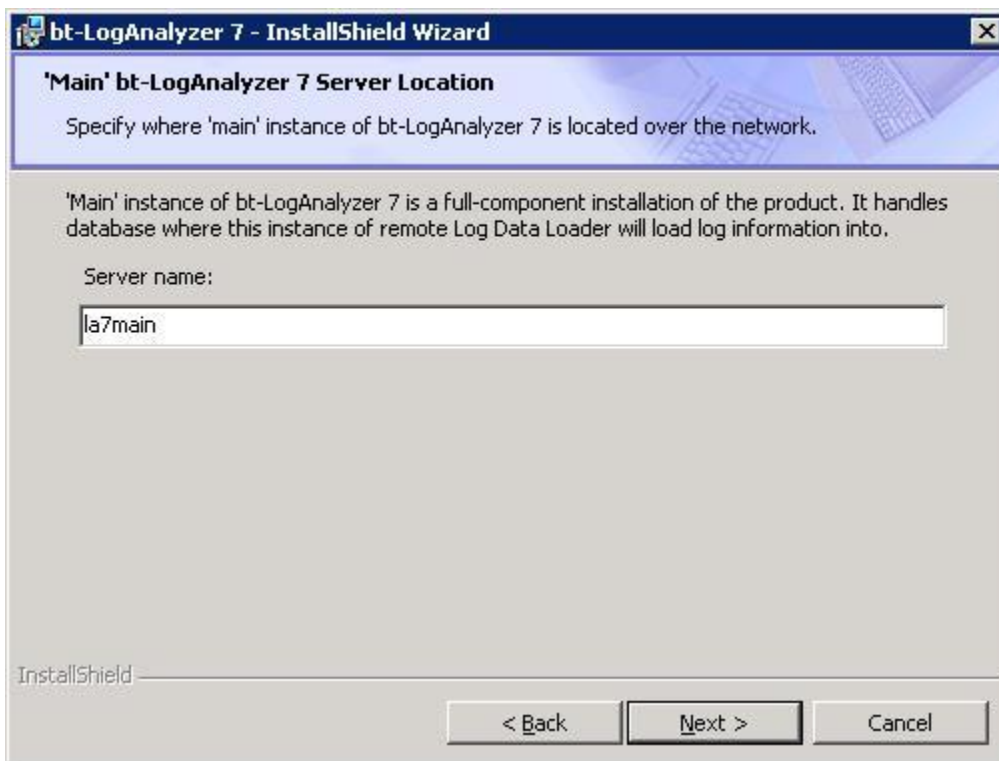 bt-LogAnalyzer 7 - InstallShield Wizard
'Main' bt-LogAnalyzer 7 Server Location
Specify where 'main' instance of bt-LogAnalyzer 7 is located over the network.
'Main' instance of bt-LogAnalyzer 7 is a full-component installation of the product. It handles
database where this instance of remote Log Data Loader will load log information into.
Server name:
la7main
InstallShield
< Back
Next >
Cancel